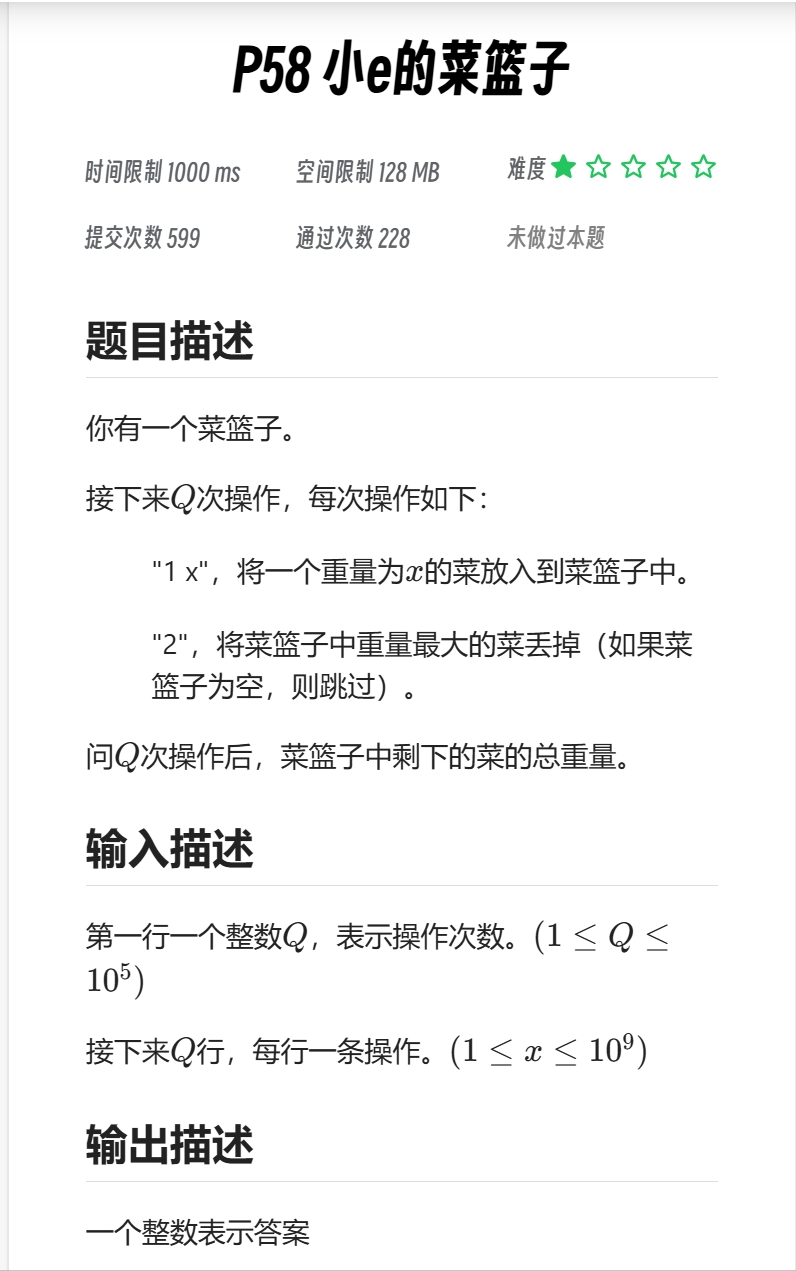 P58 小e的菜篮子
时间限制 1000 ms 空间限制 128 MB 难度
提交次数 599 通过次数 228 未做过本题
题目描述
你有一个菜篮子。
接下来Q次操作，每次操作如下：
"1 x"，将一个重量为x的菜放入到菜篮子中。
"2"，将菜篮子中重量最大的菜丢掉（如果菜
篮子为空，则跳过）。
问Q次操作后，菜篮子中剩下的菜的总重量。
输入描述
第一行一个整数Q，表示操作次数。(1 ≤ Q ≤
10⁵)
接下来Q行，每行一条操作。(1 ≤ x ≤ 10⁹)
输出描述
一个整数表示答案